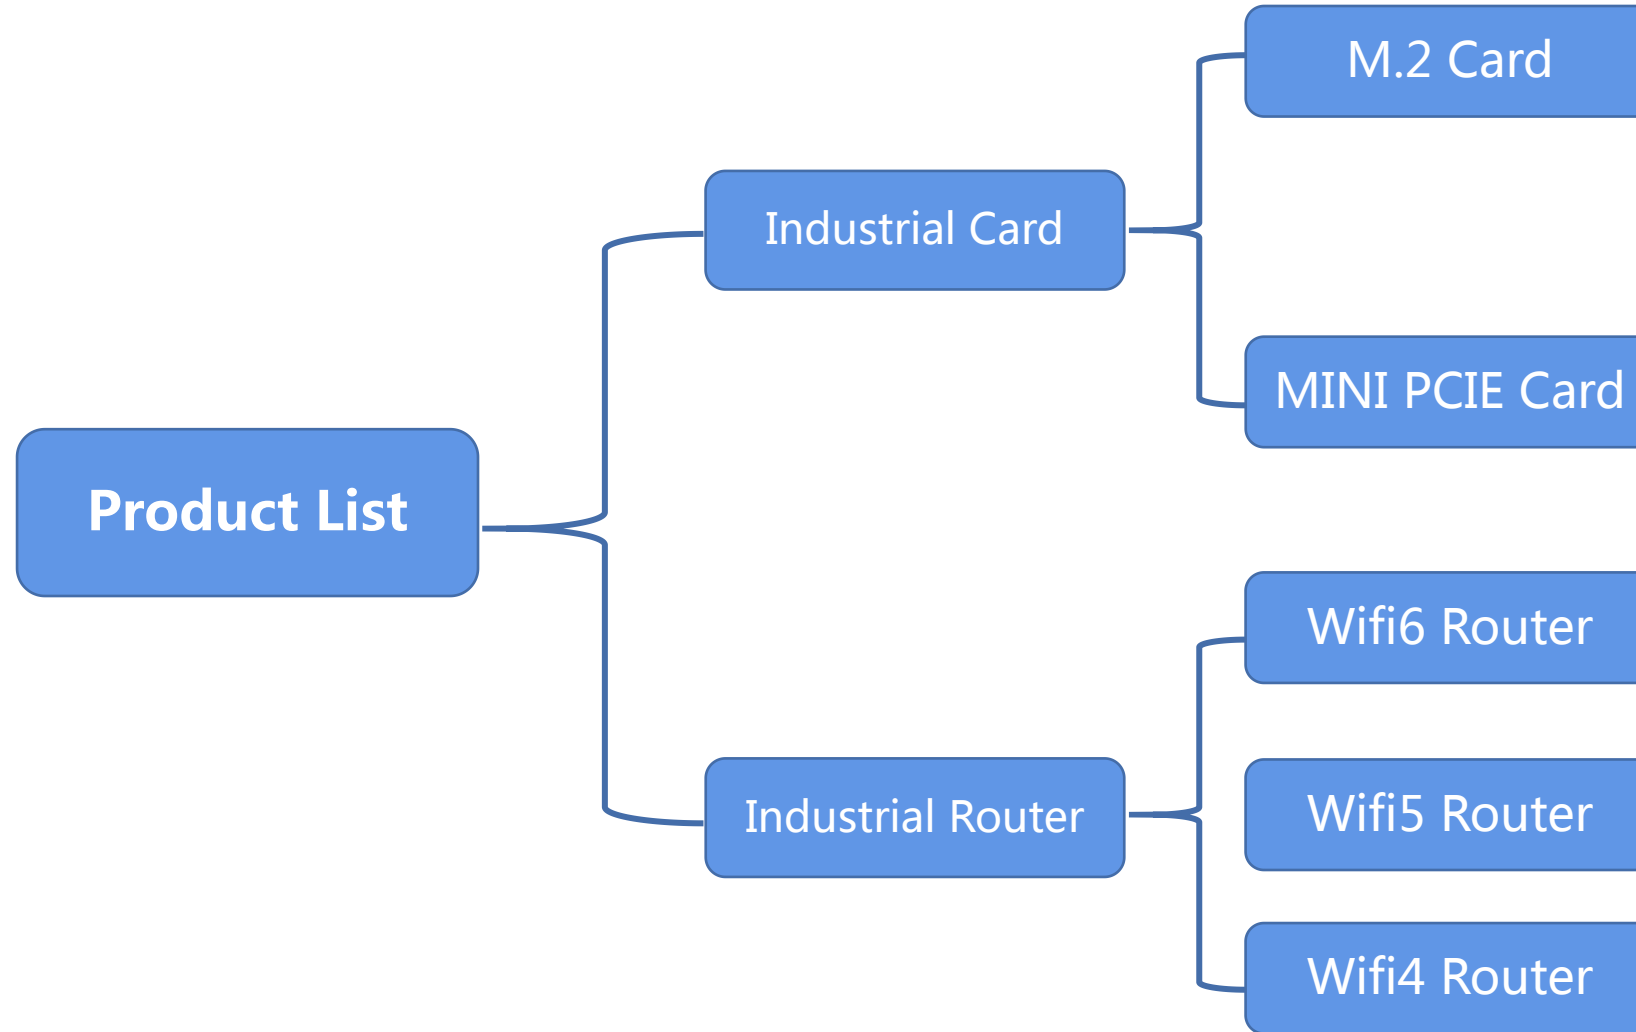 Product List
Industrial Card
M.2 Card
MINI PCIE Card
Industrial Router
Wifi6 Router
Wifi5 Router
Wifi4 Router